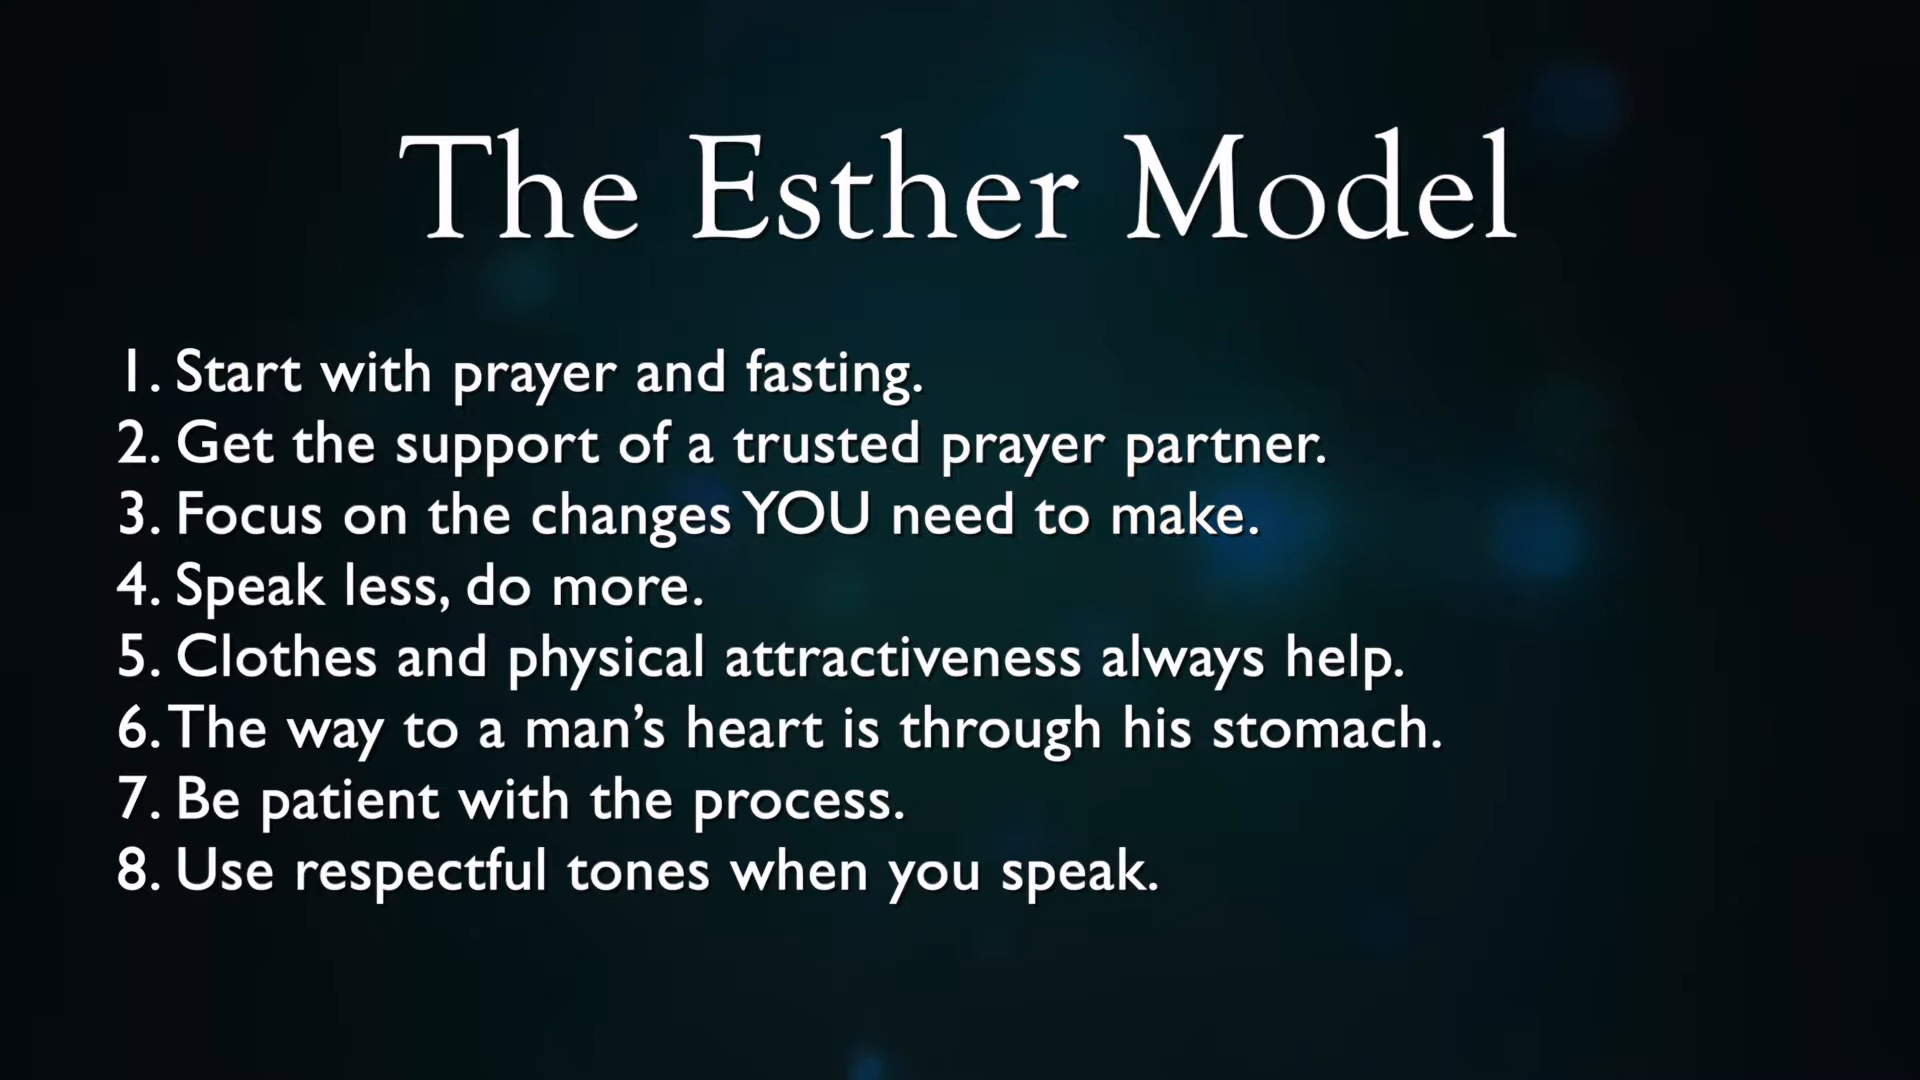 The Esther Model
1. Start with prayer and fasting.
2. Get the support of a trusted prayer partner.
3. Focus on the changes YOU need to make.
4. Speak less, do more.
5. Clothes and physical attractiveness always help.
6. The way to a man’s heart is through his stomach.
7. Be patient with the process.
8. Use respectful tones when you speak.